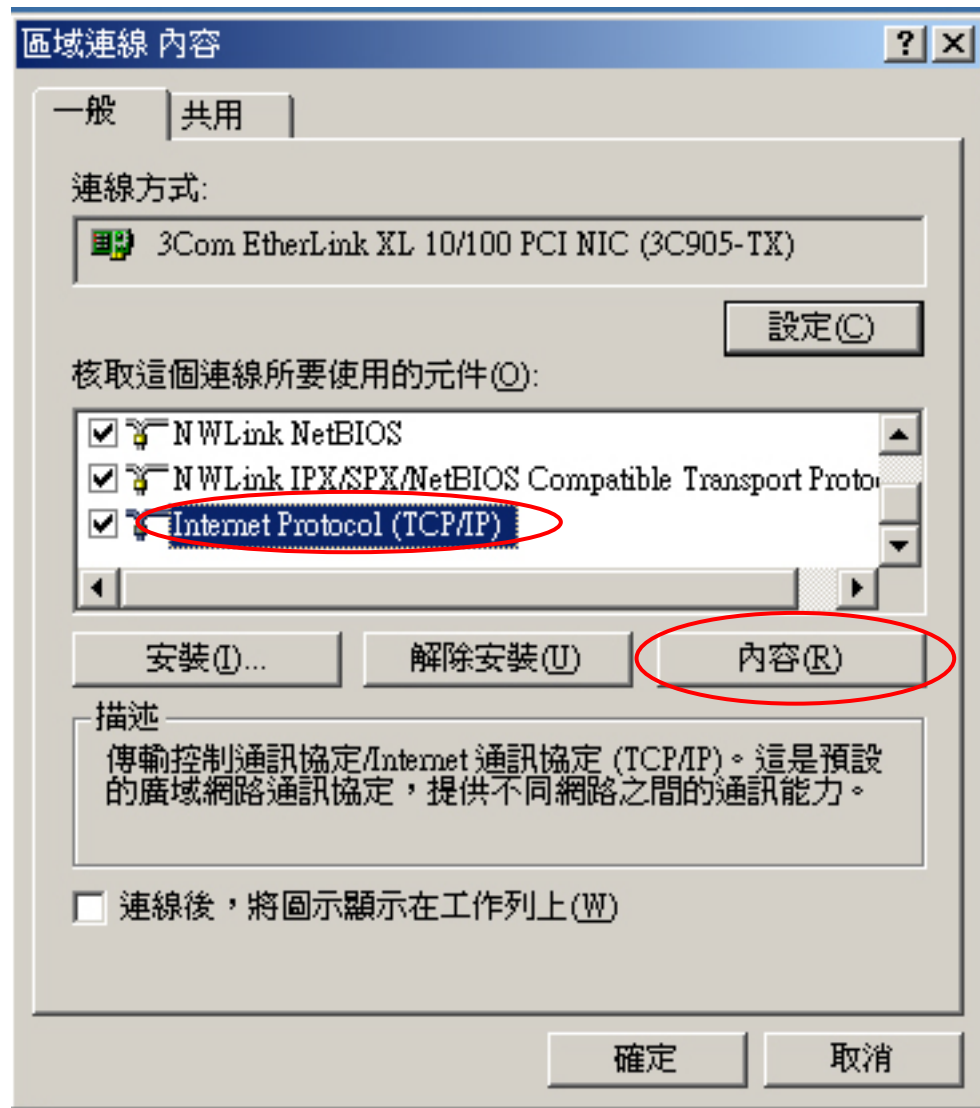 區域連線 內容
一般
共用
連線方式:
3Com EtherLink XL 10/100 PCI NIC (3C905-TX)
設定(C)
核取這個連線所要使用的元件(O):
NWLink NetBIOS
NWLink IPX/SPX/NetBIOS Compatible Transport Proto
Internet Protocol (TCP/IP)
安裝(I)...
解除安裝(U)
內容(R)
描述
傳輸控制通訊協定/Internet 通訊協定 (TCP/IP)。這是預設
的廣域網路通訊協定，提供不同網路之間的通訊能力。
連線後，將圖示顯示在工作列上(W)
確定
取消